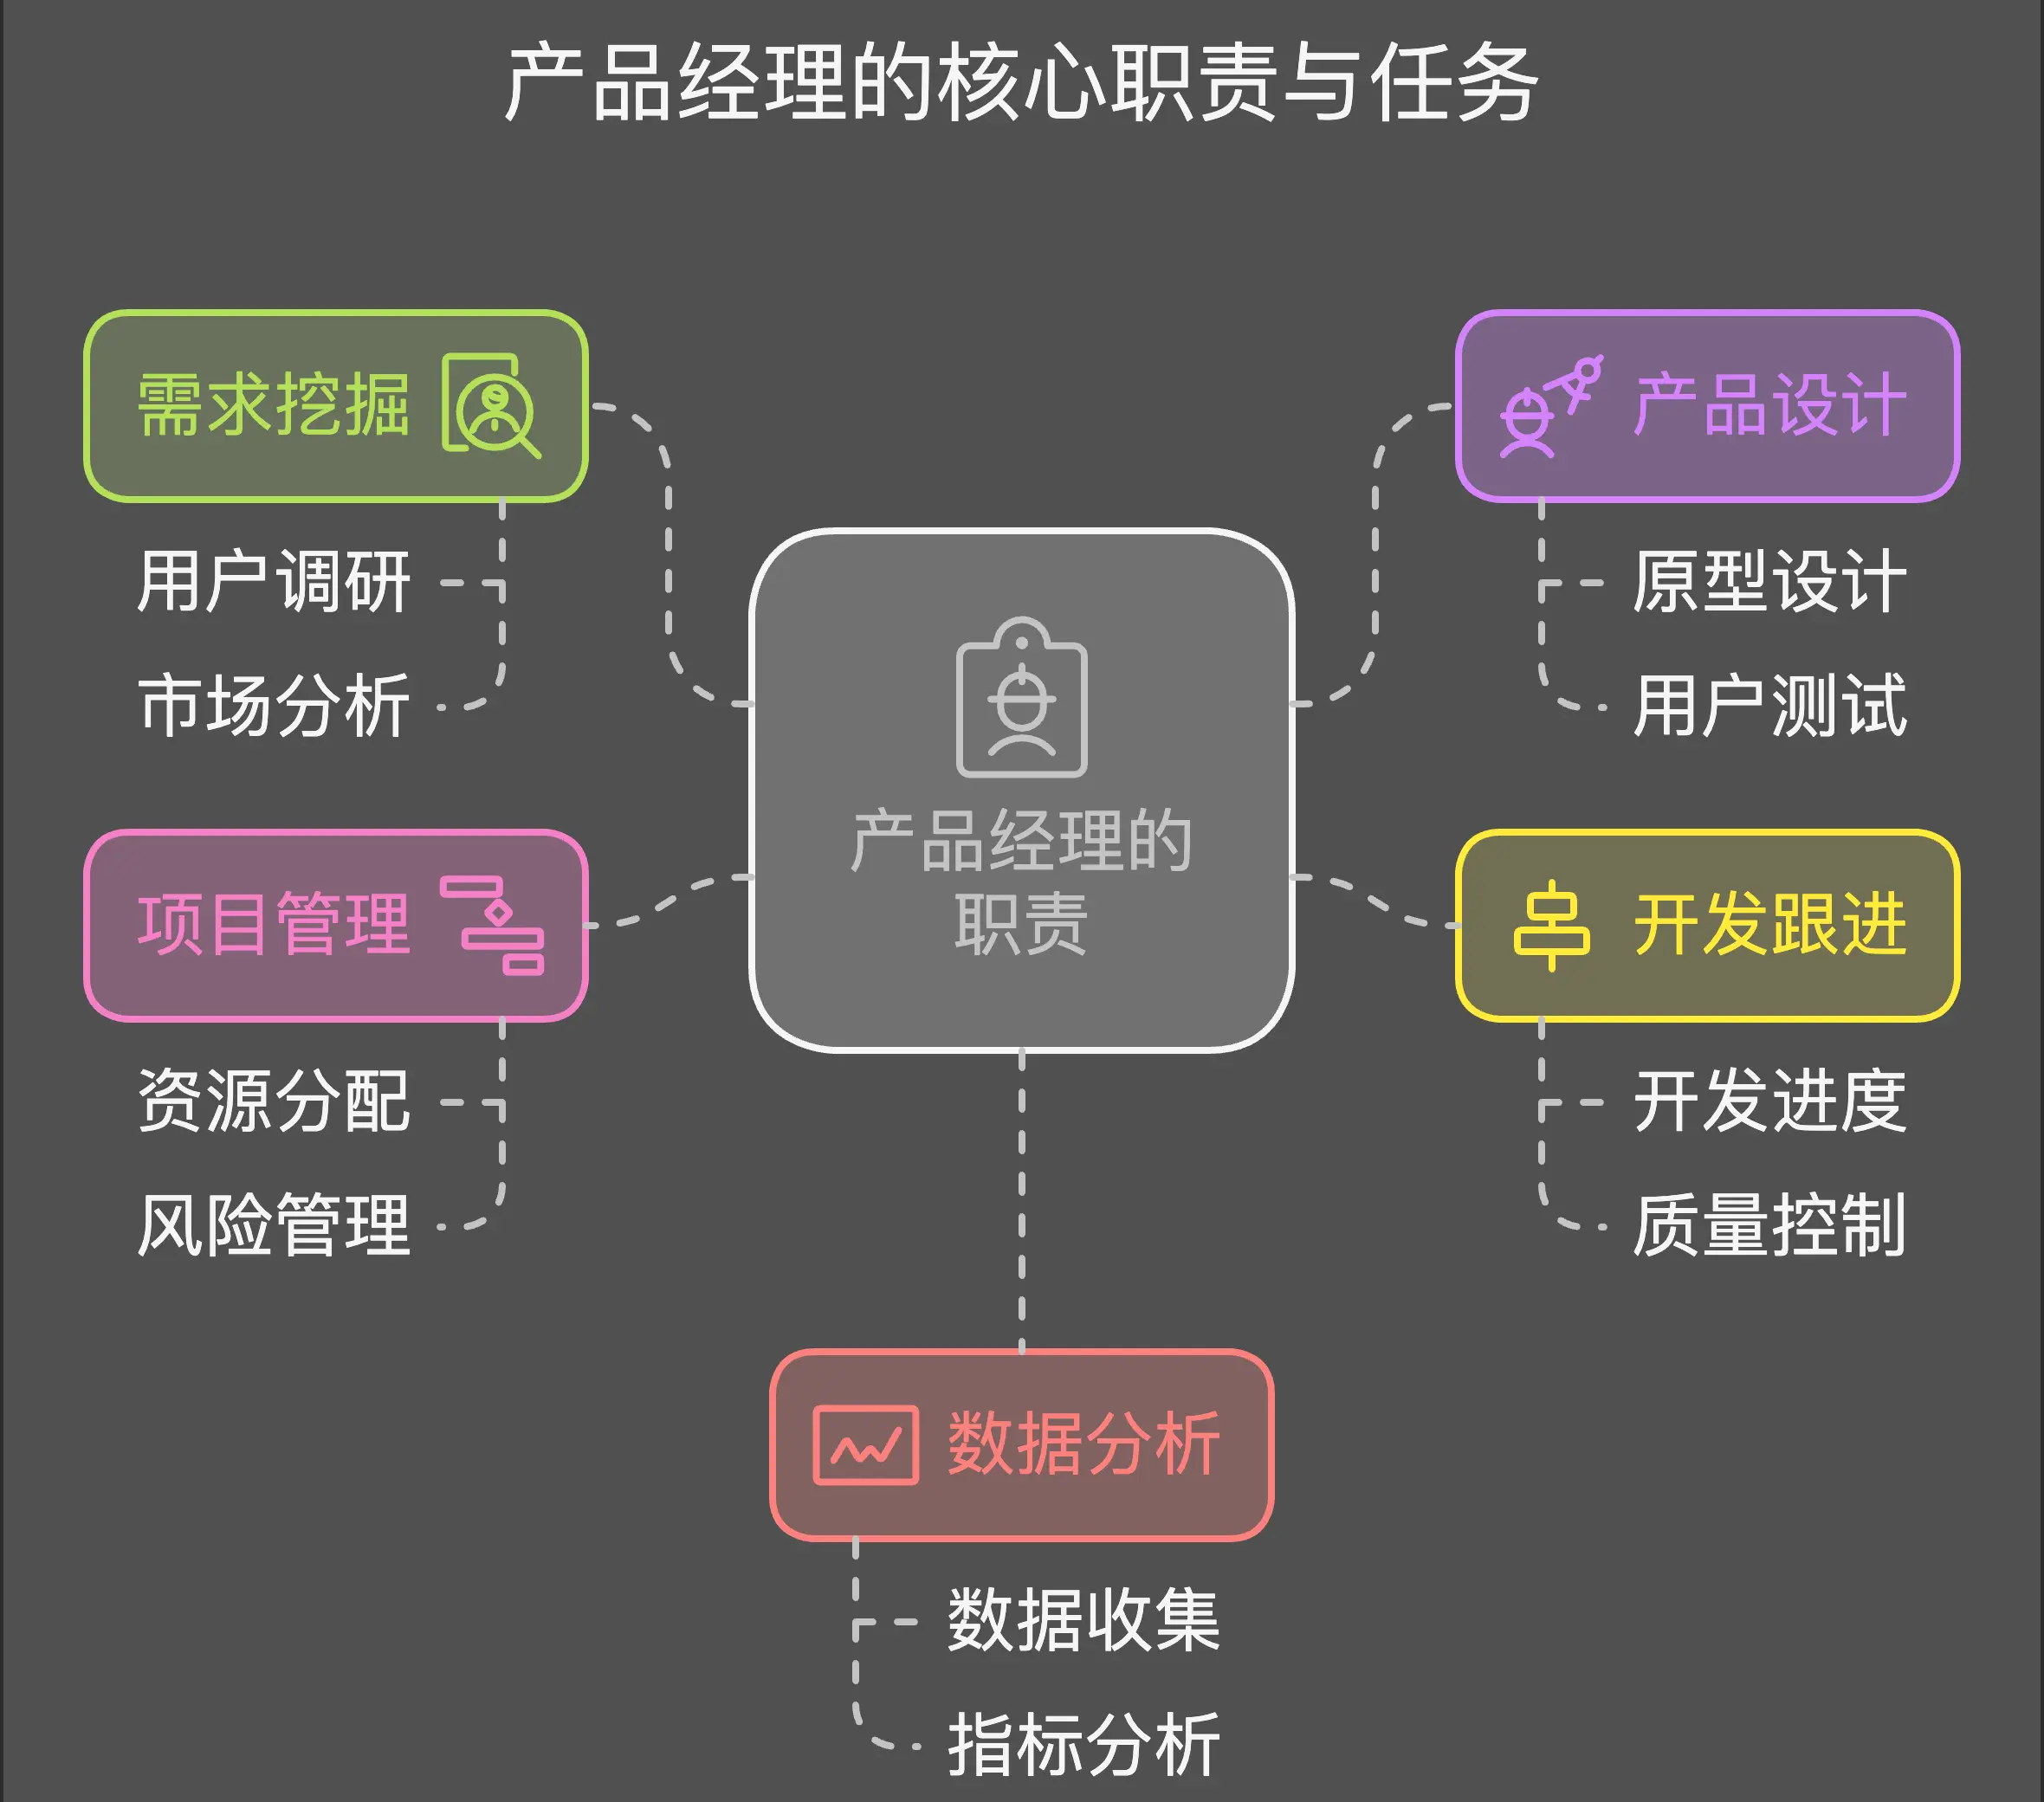 产品经理的核心职责与任务
需求挖掘
用户调研
市场分析
产品设计
原型设计
用户测试
产品经理的
职责
项目管理
资源分配
风险管理
开发跟进
开发进度
质量控制
数据分析
数据收集
指标分析